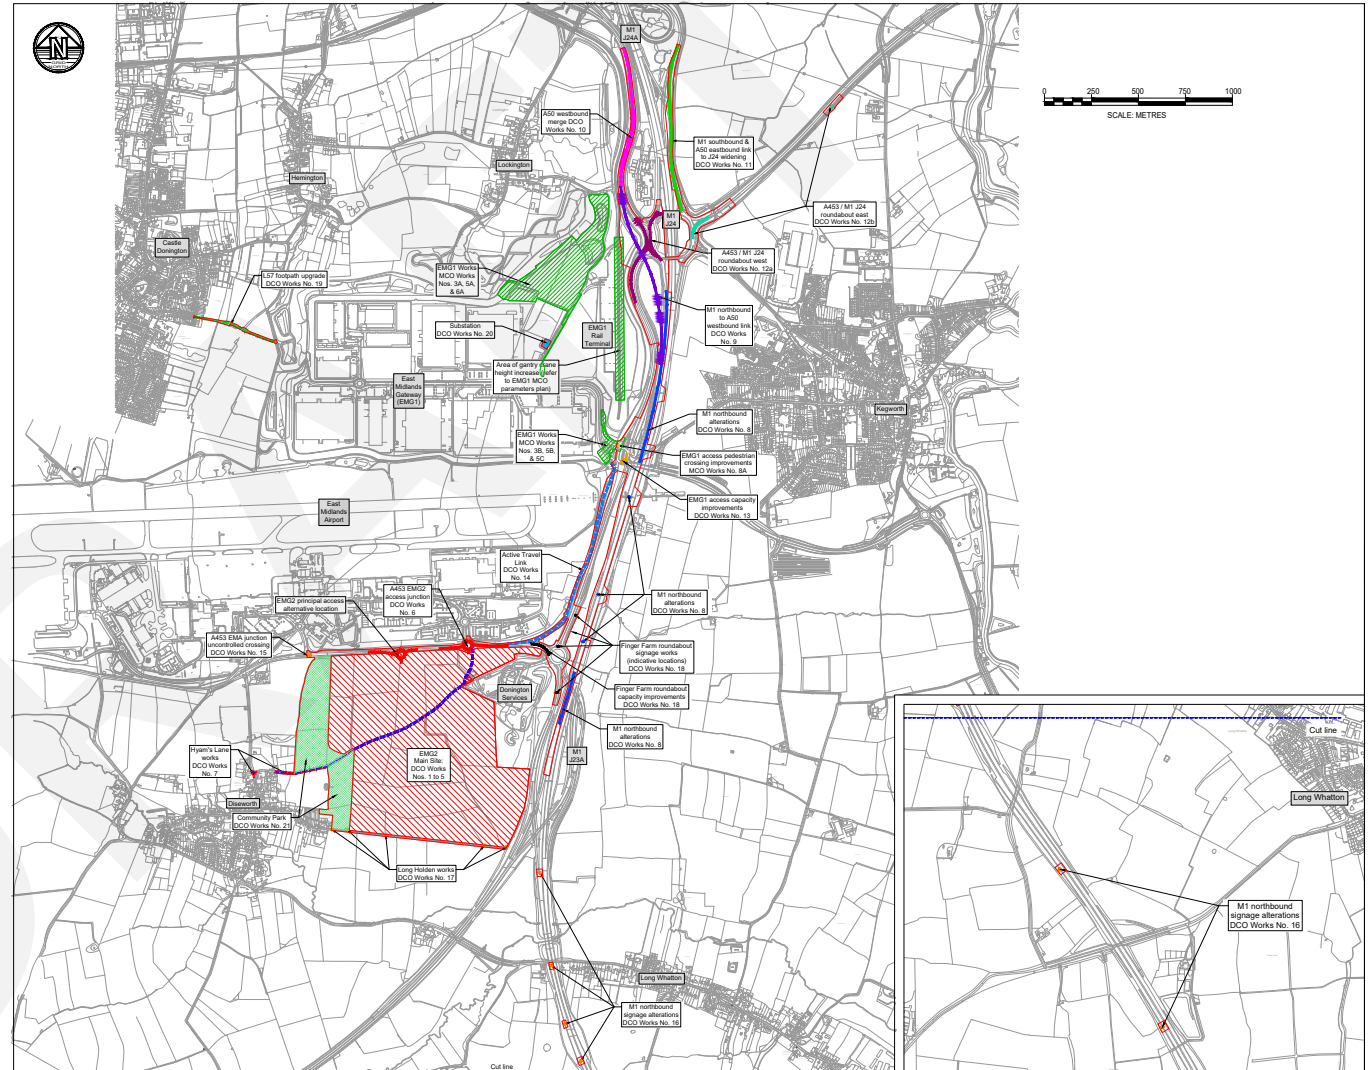 N
GRID
NORTH
M1
J24A
0 250 500 750 1000
SCALE: METRES
A50 westbound
merge DCO
Works No. 10
M1 southbound &
A50 eastbound link
to J24 widening
DCO Works No. 11
Lockington
Hemington
M1
J24
A453 / M1 J24
roundabout east
DCO Works No. 12b
Castle
Donington
A453 / M1 J24
roundabout west
DCO Works No. 12a
L57 footpath upgrade
DCO Works No. 19
EMG1 Works
MCO Works
Nos. 3A, 5A,
& 6A
M1 northbound
to A50
westbound link
DCO Works
No. 9
Substation
DCO Works No. 20
EMG1
Rail
Terminal
Area of gantry crane
height increase (refer
to EMG1 MCO
parameters plan)
East
Midlands
Gateway
(EMG1)
Kegworth
M1 northbound
alterations
DCO Works No. 8
EMG1 Works
MCO Works
Nos. 3B, 5B,
& 5C
EMG1 access pedestrian
crossing improvements
MCO Works No. 8A
EMG1 access capacity
improvements
DCO Works No. 13
East
Midlands
Airport
Active Travel
Link
DCO Works
No. 14
A453 EMG2
access junction
DCO Works
No. 6
EMG2 principal access
alternative location
M1 northbound
alterations
DCO Works No. 8
A453 EMA junction
uncontrolled crossing
DCO Works No. 15
Finger Farm roundabout
signage works
(indicative locations)
DCO Works No. 18
Donington
Services
Finger Farm roundabout
capacity improvements
DCO Works No. 18
M1 northbound
alterations
DCO Works No. 8
M1
J23A
EMG2
Main Site:
DCO Works
Nos. 1 to 5
Hyam's Lane
works
DCO Works
No. 7
Diseworth
Community Park
DCO Works No. 21
Long Holden works
DCO Works No. 17
Long Whatton
M1 northbound
signage alterations
DCO Works No. 16
Cut line
Cut line
Long Whatton
M1 northbound
signage alterations
DCO Works No. 16